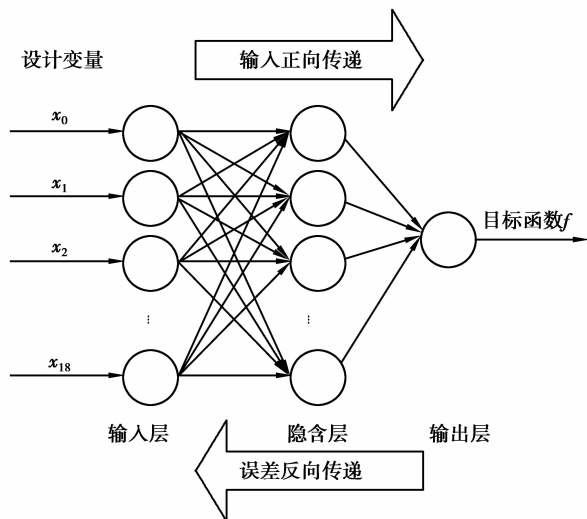 设计变量
输入正向传递
x₀
x₁
x₂
目标函数f
⋮ ⋮
x₁₈
输入层 隐含层 输出层
误差反向传递